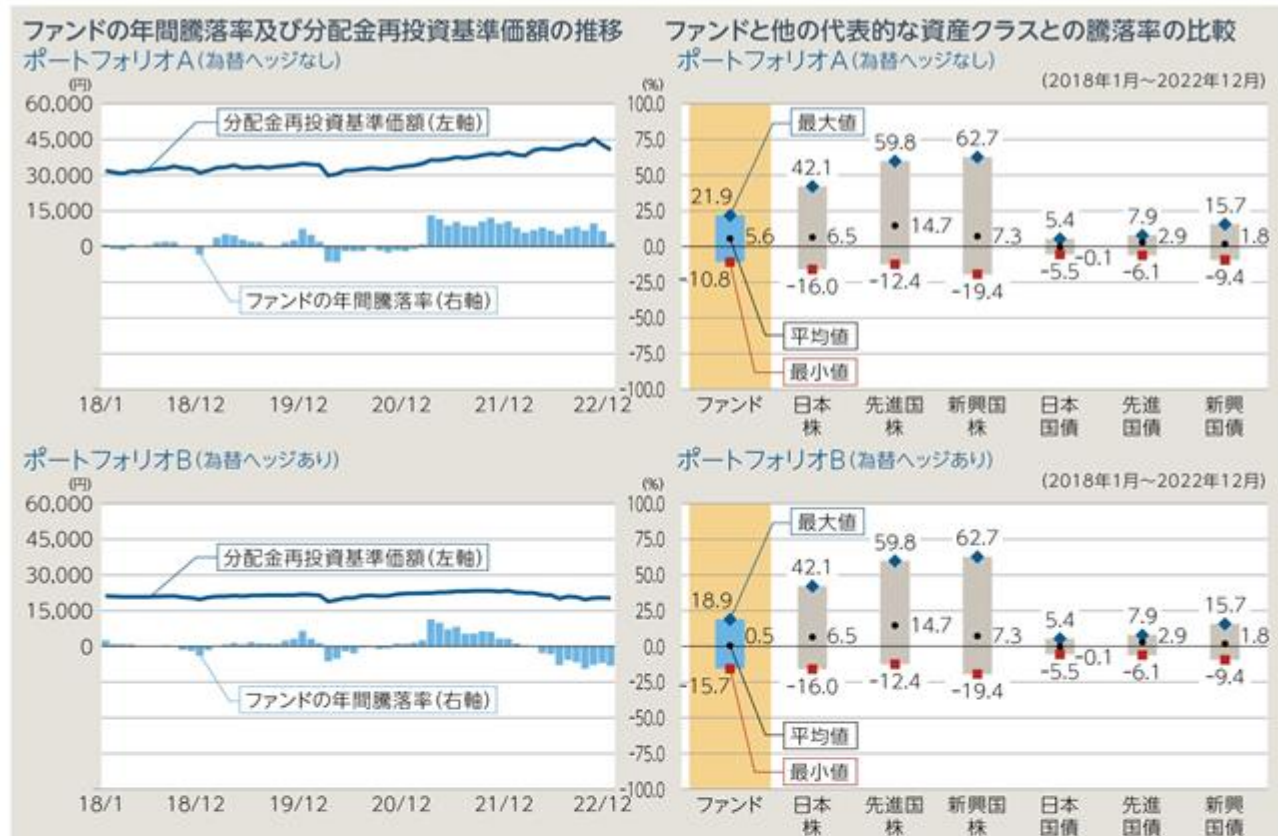 ファンドの年間騰落率及び分配金再投資基準価額の推移
ポートフォリオA(為替ヘッジなし)
(円)
60,000
45,000
30,000
15,000
0
分配金再投資基準価額(左軸)
ファンドの年間騰落率(右軸)
18/1 18/12 19/12 20/12 21/12 22/12
(%)
100.0
75.0
50.0
25.0
0.0
-25.0
-50.0
-75.0
-100.0
ファンドと他の代表的な資産クラスとの騰落率の比較
ポートフォリオA(為替ヘッジなし)
(2018年1月~2022年12月)
最大値
21.9 42.1 59.8 62.7 5.4 7.9 15.7
5.6 6.5 14.7 7.3 -0.1 2.9 1.8
-10.8 -16.0 -12.4 -19.4 -5.5 -6.1 -9.4
平均値
最小値
ファンド 日本株 先進国株 新興国株 日本国債 先進国債 新興国債
ポートフォリオB(為替ヘッジあり)
(円)
60,000
45,000
30,000
15,000
0
分配金再投資基準価額(左軸)
ファンドの年間騰落率(右軸)
18/1 18/12 19/12 20/12 21/12 22/12
(%)
100.0
75.0
50.0
25.0
0.0
-25.0
-50.0
-75.0
-100.0
ポートフォリオB(為替ヘッジあり)
(2018年1月~2022年12月)
最大値
18.9 42.1 59.8 62.7 5.4 7.9 15.7
0.5 6.5 14.7 7.3 -0.1 2.9 1.8
-15.7 -16.0 -12.4 -19.4 -5.5 -6.1 -9.4
平均値
最小値
ファンド 日本株 先進国株 新興国株 日本国債 先進国債 新興国債